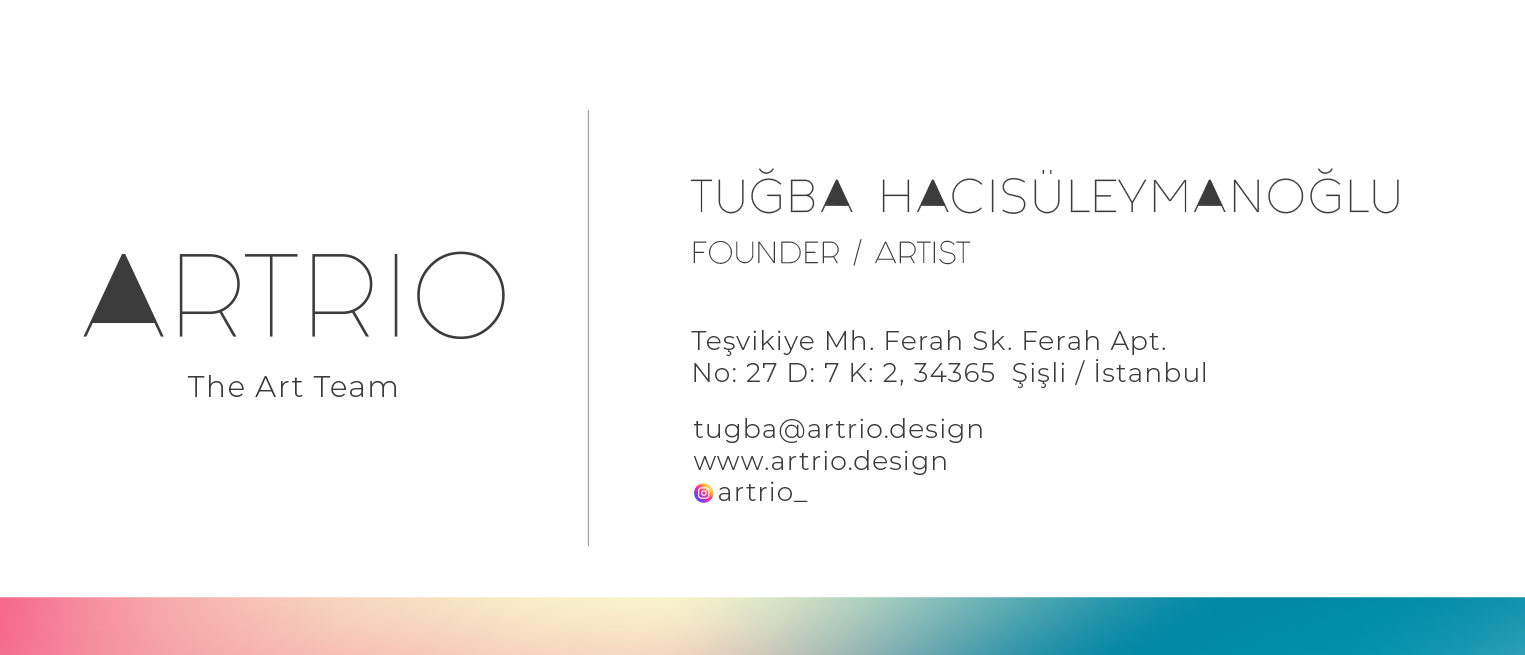 ARTRIO
The Art Team
TUĞBA HACISÜLEYMANOĞLU
FOUNDER / ARTIST
Teşvikiye Mh. Ferah Sk. Ferah Apt.
No: 27 D: 7 K: 2, 34365 Şişli / İstanbul
tugba@artrio.design
www.artrio.design
artrio_